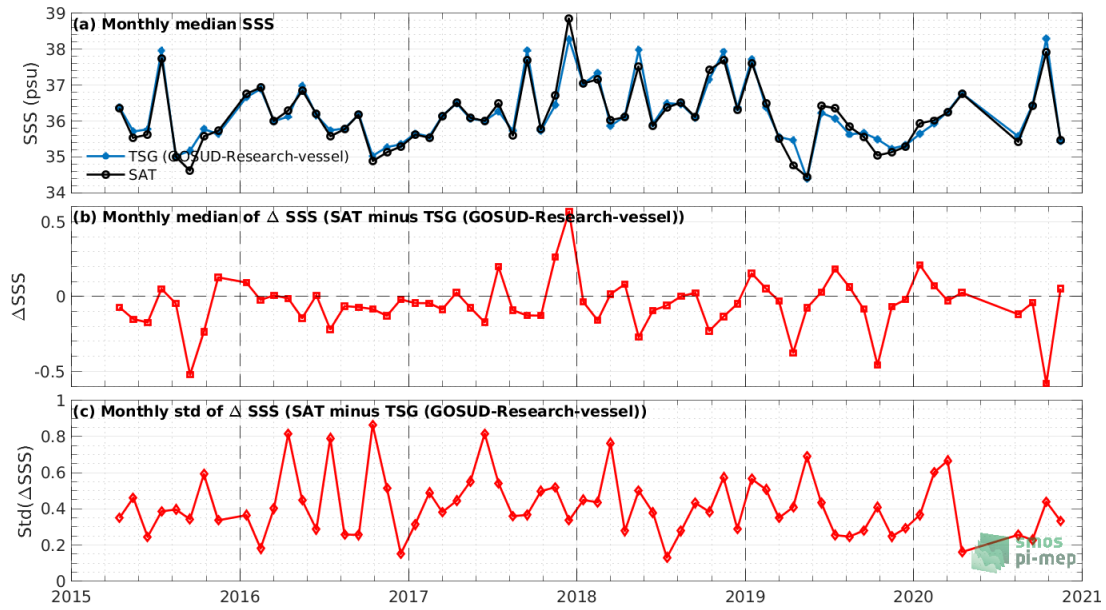 39
(a) Monthly median SSS
38
37
36
35
34
SSS (psu)
TSG (GOSUD-Research-vessel)
SAT
(b) Monthly median of Δ SSS (SAT minus TSG (GOSUD-Research-vessel))
0.5
0
-0.5
ΔSSS
1
(c) Monthly std of Δ SSS (SAT minus TSG (GOSUD-Research-vessel))
0.8
0.6
0.4
0.2
0
Std(ΔSSS)
smos
pi-mep
2015 2016 2017 2018 2019 2020 2021